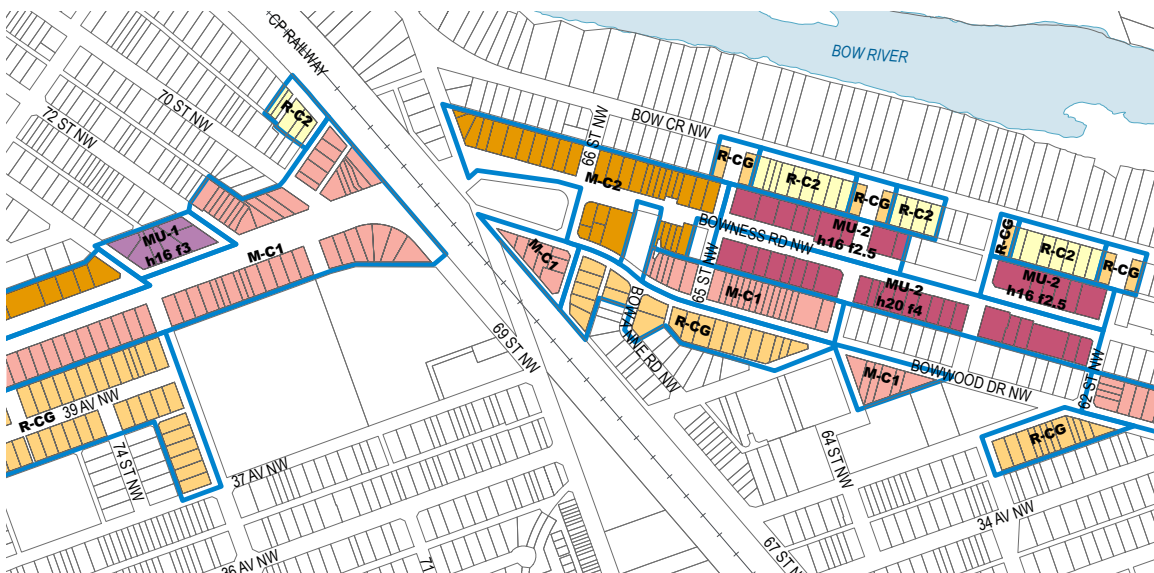 CP RAILWAY
BOW RIVER
70 ST NW
R-C2
72 ST NW
BOW CR NW
66 ST NW
R-CG
R-C2
M-C2
R-CG
R-C2
MU-2
h16 f2.5
BOWNESS RD NW
R-CG
R-C2
R-CG
MU-1
h16 f3
M-C1
M-C1
65 ST NW
MU-2
h16 f2.5
MU-2
h20 f4
M-C1
BOWA NNE RD NW
R-CG
69 ST NW
62 ST NW
BOWWOOD DR NW
M-C1
R-CG
39 AV NW
74 ST NW
64 ST NW
R-CG
37 AV NW
34 AV NW
36 AV NW
71
67 ST NW